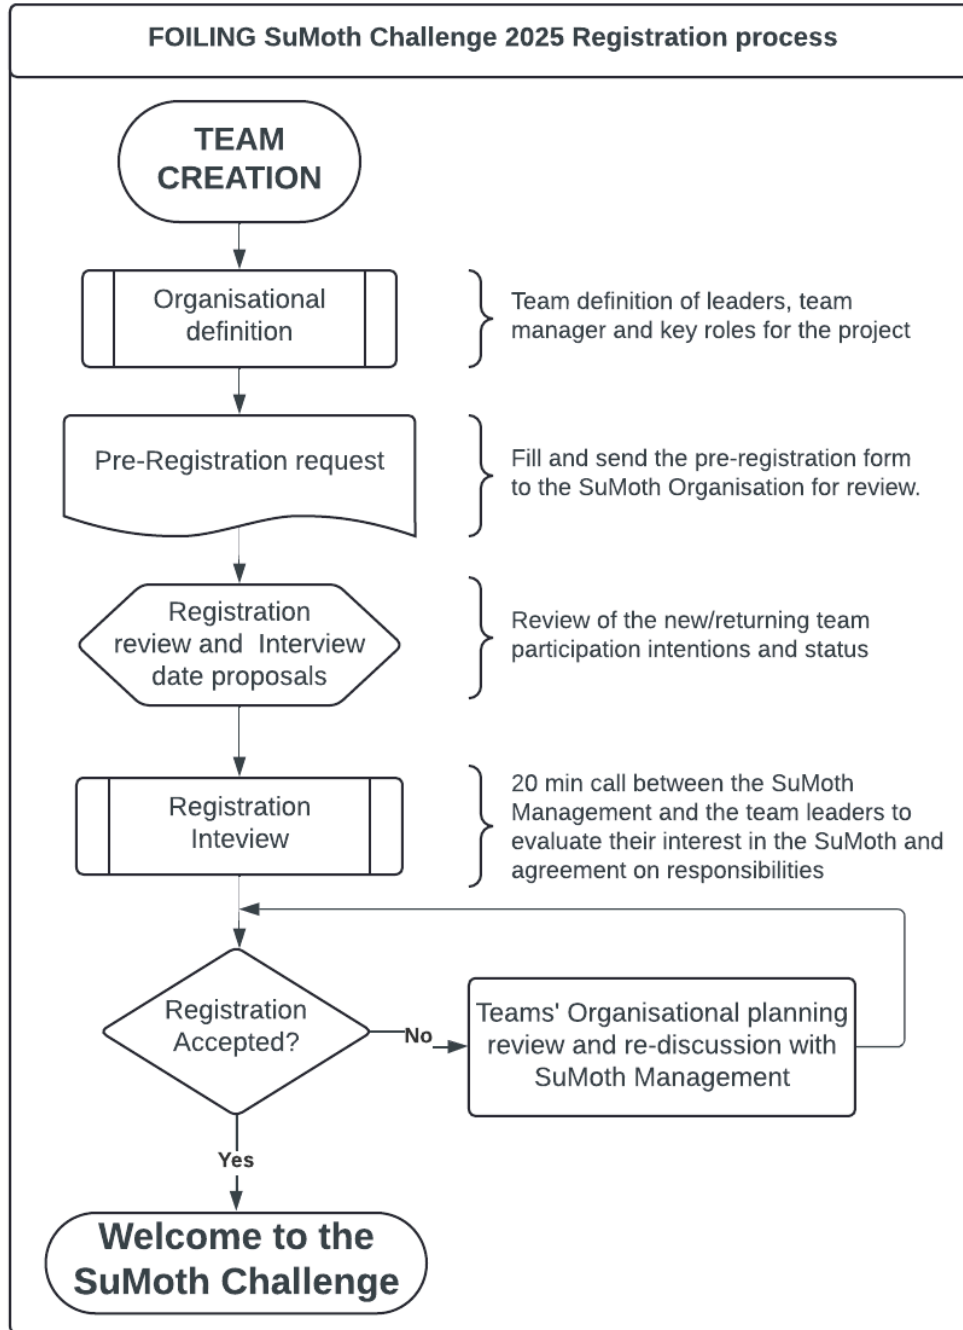 FOILING SuMoth Challenge 2025 Registration process
TEAM
CREATION
Organisational
definition
Team definition of leaders, team
manager and key roles for the project
Pre-Registration request
Fill and send the pre-registration form
to the SuMoth Organisation for review.
Registration
review and Interview
date proposals
Review of the new/returning team
participation intentions and status
Registration
Inteview
20 min call between the SuMoth
Management and the team leaders to
evaluate their interest in the SuMoth and
agreement on responsibilities
Registration
Accepted?
No
Teams' Organisational planning
review and re-discussion with
SuMoth Management
Yes
Welcome to the
SuMoth Challenge